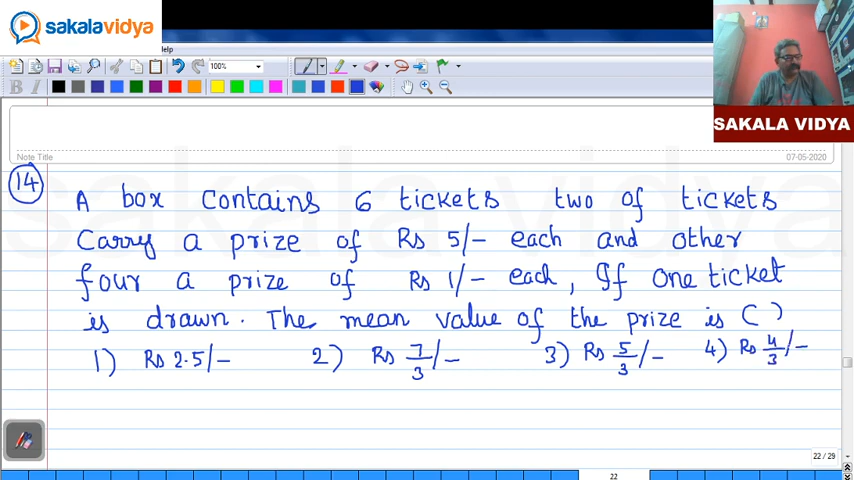 sakalavidya
Help
100%
SAKALA VIDYA
Note Title
07-05-2020
14
A box contains 6 tickets two of tickets
Carry a prize of Rs 5/- each and other
four a prize of Rs 1/- each, If one ticket
is drawn. The mean value of the prize is ( )
1) Rs 2.5/- 2) Rs 7/3/- 3) Rs 5/3/- 4) Rs 4/3/-
22 / 29
22